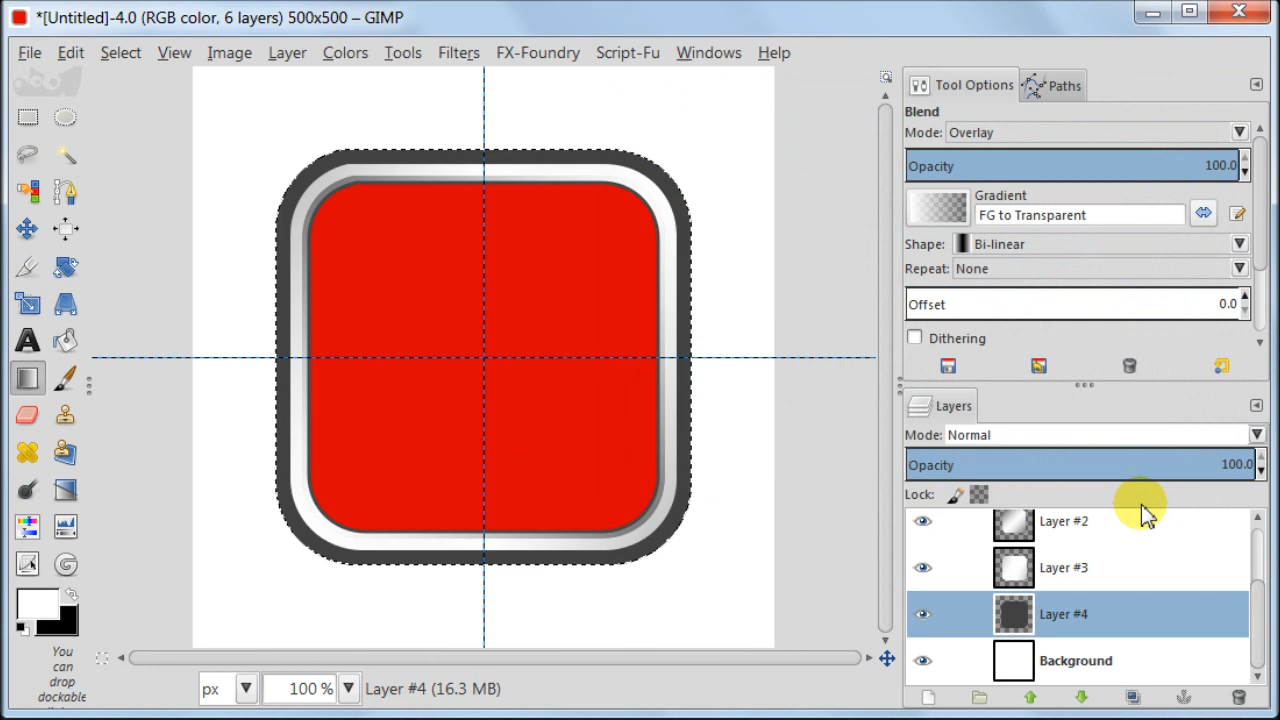 *[Untitled]-4.0 (RGB color, 6 layers) 500x500 – GIMP
File Edit Select View Image Layer Colors Tools Filters FX-Foundry Script-Fu Windows Help
Tool Options Paths
Blend
Mode: Overlay
Opacity 100.0
Gradient
FG to Transparent
Shape: Bi-linear
Repeat: None
Offset 0.0
Dithering
Layers
Mode: Normal
Opacity 100.0
Lock:
Layer #2
Layer #3
Layer #4
Background
You
can
drop
dockable
px 100 % Layer #4 (16.3 MB)